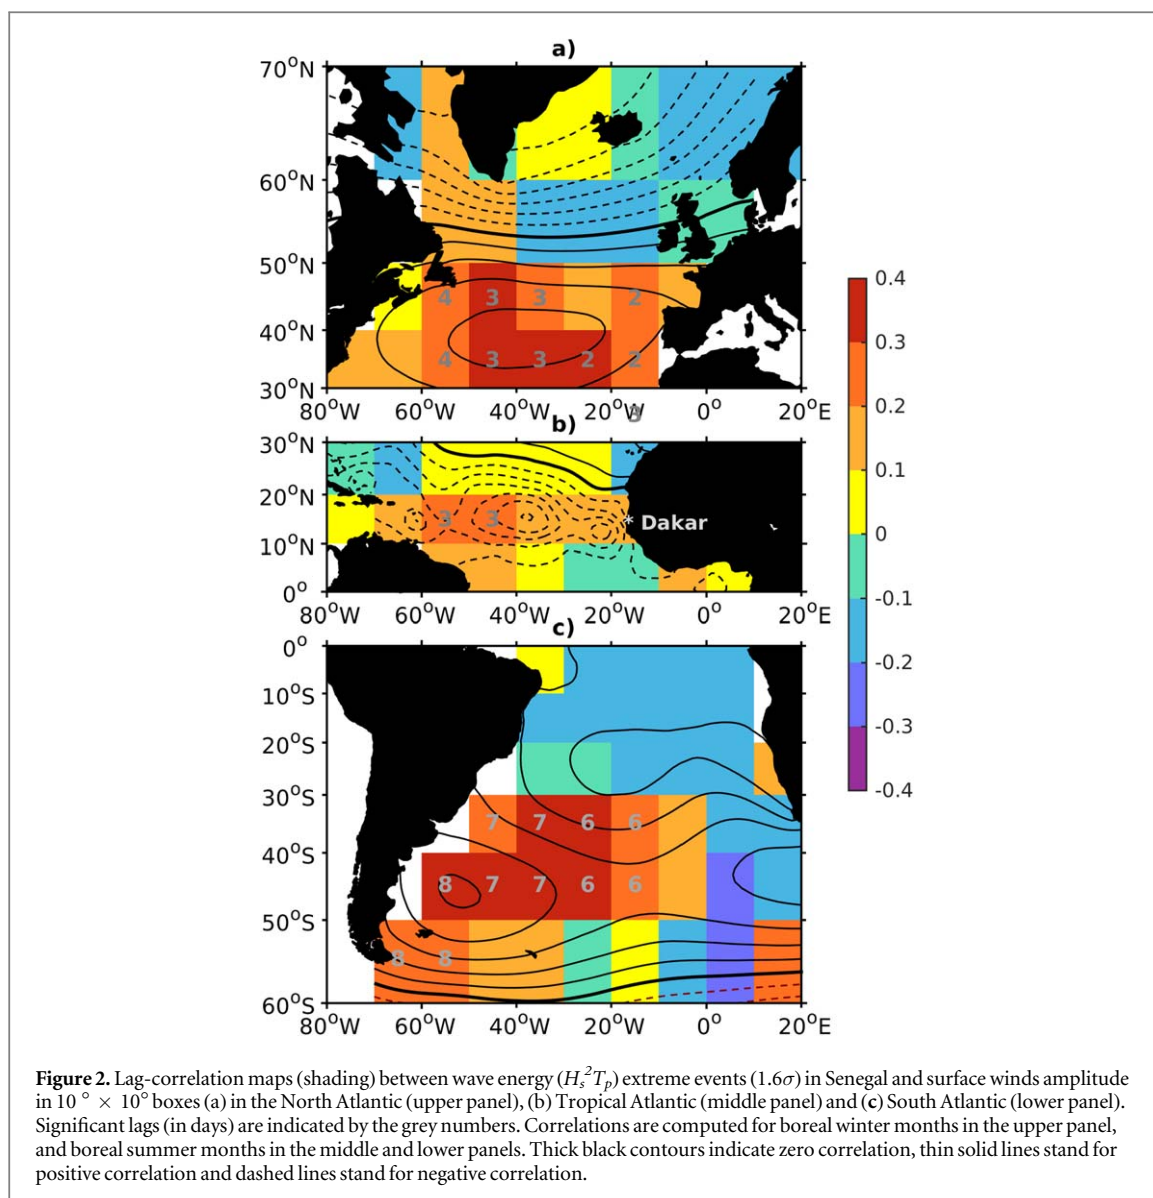 a)
70°N
60°N
50°N
40°N
30°N
4 3 3 2
4 3 3 2 2
80°W 60°W 40°W 20°W 0° 20°E
3
b)
30°N
20°N
10°N
0°
3 3
* Dakar
80°W 60°W 40°W 20°W 0° 20°E
c)
0°
10°S
20°S
30°S
40°S
50°S
60°S
7 7 6 6
8 7 7 6 6
8 8
80°W 60°W 40°W 20°W 0° 20°E
0.4
0.3
0.2
0.1
0
-0.1
-0.2
-0.3
-0.4
Figure 2. Lag-correlation maps (shading) between wave energy (Hs²Tp) extreme events (1.6σ) in Senegal and surface winds amplitude
in 10 ° × 10° boxes (a) in the North Atlantic (upper panel), (b) Tropical Atlantic (middle panel) and (c) South Atlantic (lower panel).
Significant lags (in days) are indicated by the grey numbers. Correlations are computed for boreal winter months in the upper panel,
and boreal summer months in the middle and lower panels. Thick black contours indicate zero correlation, thin solid lines stand for
positive correlation and dashed lines stand for negative correlation.